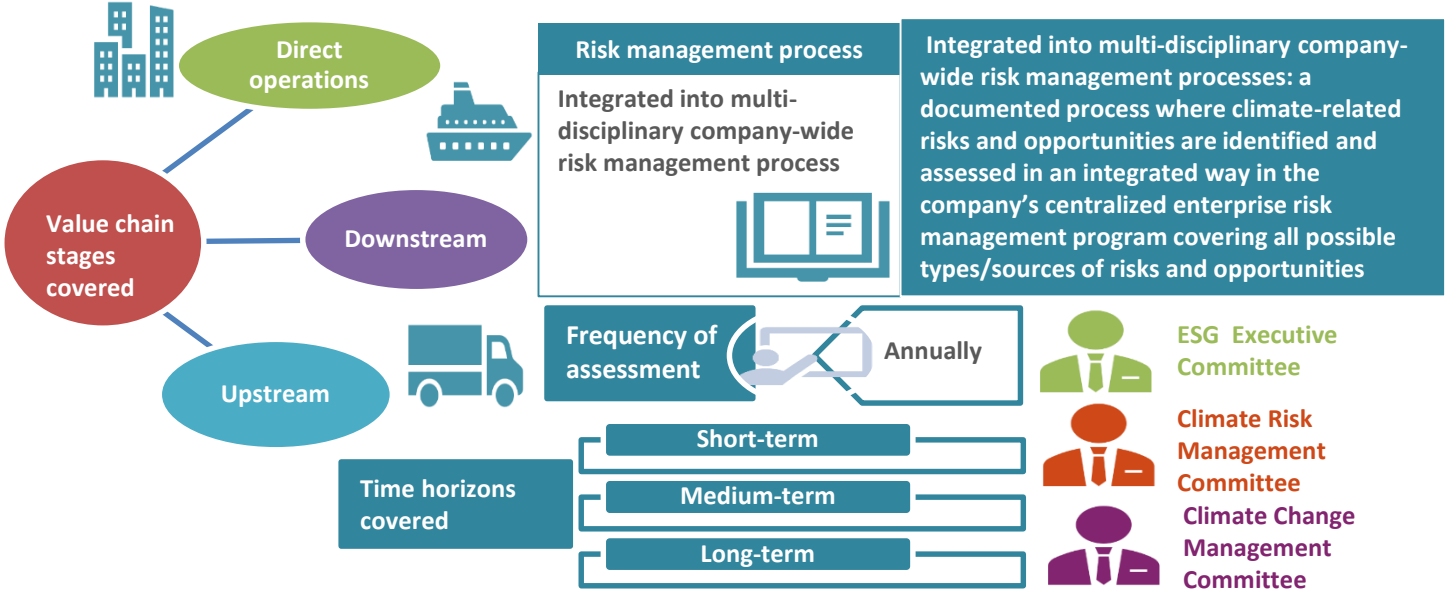 Direct
operations
Value chain
stages
covered
Downstream
Upstream
Risk management process
Integrated into multi-
disciplinary company-wide
risk management process
Integrated into multi-disciplinary company-
wide risk management processes: a
documented process where climate-related
risks and opportunities are identified and
assessed in an integrated way in the
company’s centralized enterprise risk
management program covering all possible
types/sources of risks and opportunities
Frequency of
assessment
Annually
Time horizons
covered
Short-term
Medium-term
Long-term
ESG Executive
Committee
Climate Risk
Management
Committee
Climate Change
Management
Committee